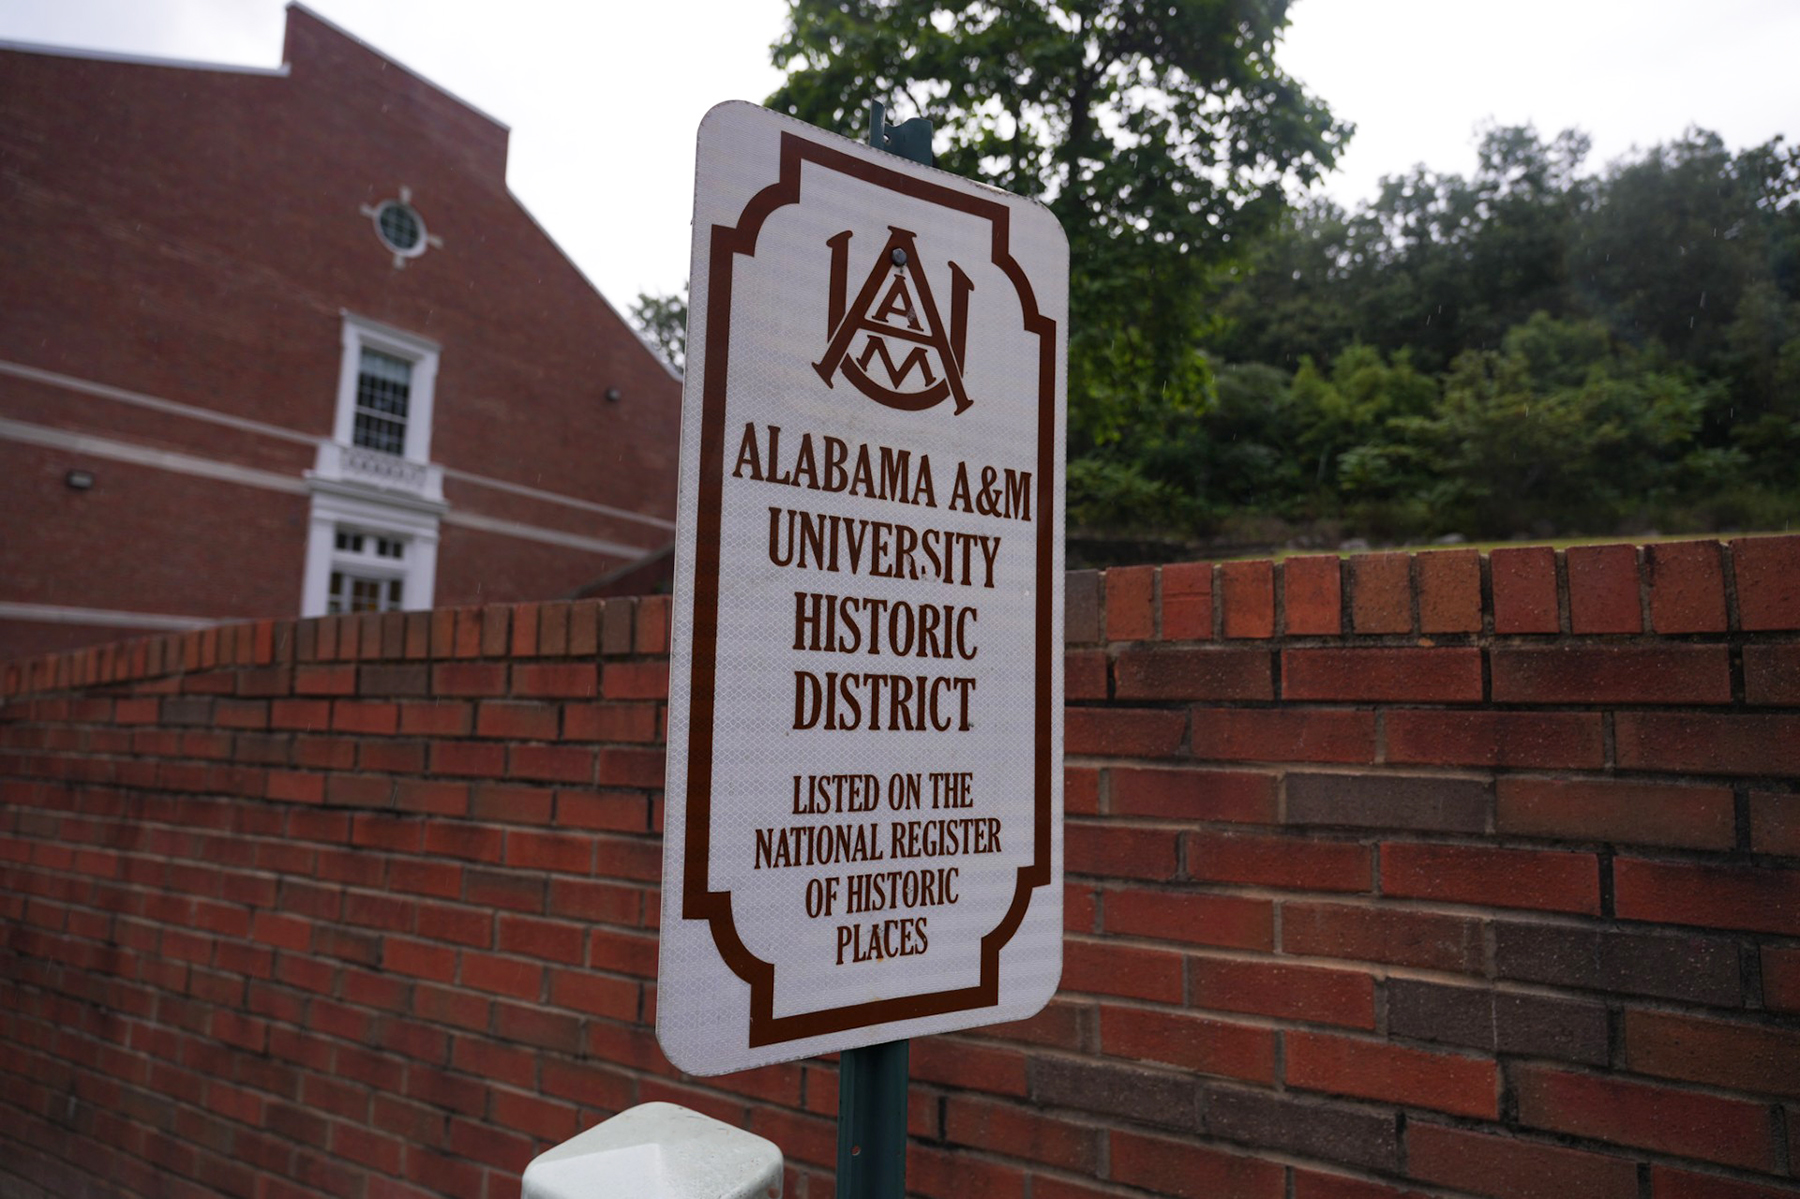 AAMU
ALABAMA A&M
UNIVERSITY
HISTORIC
DISTRICT
LISTED ON THE
NATIONAL REGISTER
OF HISTORIC
PLACES